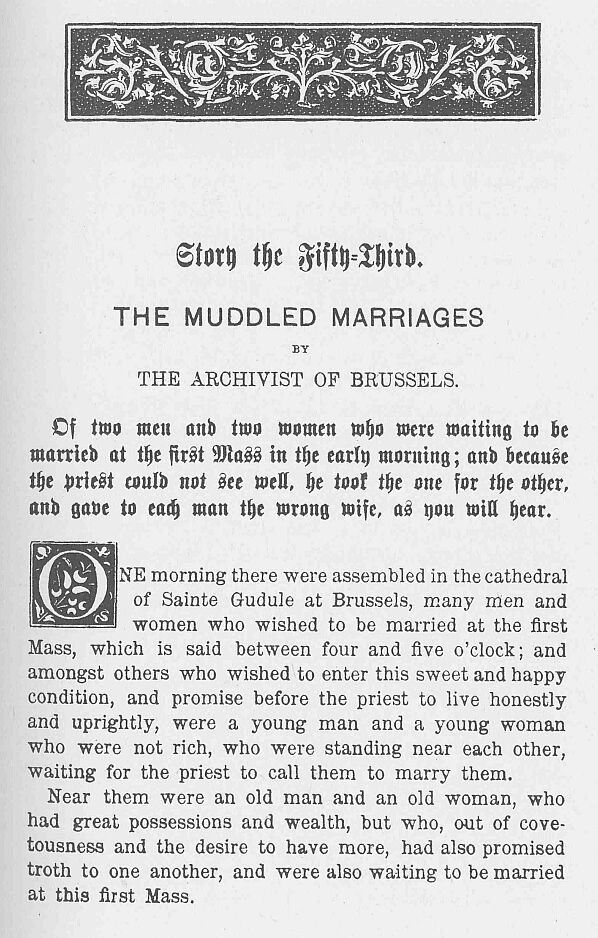 Story the Fifty-Third.
THE MUDDLED MARRIAGES
BY
THE ARCHIVIST OF BRUSSELS.
Of two men and two women who were waiting to be
married at the first Mass in the early morning; and because
the priest could not see well, he took the one for the other,
and gave to each man the wrong wife, as you will hear.
ONE morning there were assembled in the cathedral
of Sainte Gudule at Brussels, many men and
women who wished to be married at the first
Mass, which is said between four and five o'clock; and
amongst others who wished to enter this sweet and happy
condition, and promise before the priest to live honestly
and uprightly, were a young man and a young woman
who were not rich, who were standing near each other,
waiting for the priest to call them to marry them.
Near them were an old man and an old woman, who
had great possessions and wealth, but who, out of cove-
tousness and the desire to have more, had also promised
troth to one another, and were also waiting to be married
at this first Mass.